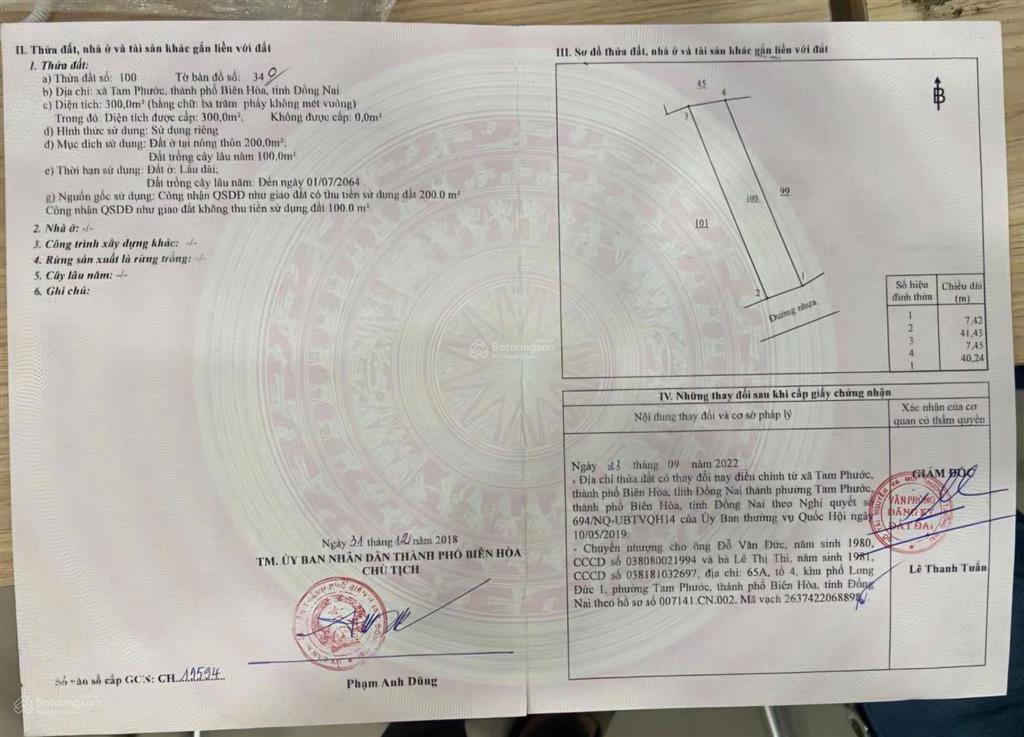 II. Thửa đất, nhà ở và tài sản khác gắn liền với đất
1. Thửa đất:
a) Thửa đất số: 100 Tờ bản đồ số: 34
b) Địa chỉ: xã Tam Phước, thành phố Biên Hòa, tỉnh Đồng Nai
c) Diện tích: 300,0m² (bằng chữ: ba trăm phẩy không mét vuông)
Trong đó: Diện tích được cấp: 300,0m², Không được cấp: 0,0m²
d) Hình thức sử dụng: Sử dụng riêng
đ) Mục đích sử dụng: Đất ở tại nông thôn 200,0m²;
Đất trồng cây lâu năm 100,0m²
e) Thời hạn sử dụng: Đất ở: Lâu dài;
Đất trồng cây lâu năm: Đến ngày 01/07/2064
g) Nguồn gốc sử dụng: Công nhận QSDĐ như giao đất có thu tiền sử dụng đất 200.0 m²
Công nhận QSDĐ như giao đất không thu tiền sử dụng đất 100.0 m²
2. Nhà ở: -/-
3. Công trình xây dựng khác: -/-
4. Rừng sản xuất là rừng trồng: -/-
5. Cây lâu năm: -/-
6. Ghi chú:
Ngày 31 tháng 12 năm 2018
TM. ỦY BAN NHÂN DÂN THÀNH PHỐ BIÊN HÒA
CHỦ TỊCH
Phạm Anh Dũng
Số vào sổ cấp GCN: CH 19594
III. Sơ đồ thửa đất, nhà ở và tài sản khác gắn liền với đất
B
45
4
3
99
100
101
1
2
Đường nhựa
Số hiệu đỉnh thửa
Chiều dài (m)
1
7,42
2
41,45
3
7,45
4
40,24
1
IV. Những thay đổi sau khi cấp giấy chứng nhận
Nội dung thay đổi và cơ sở pháp lý
Xác nhận của cơ
quan có thẩm quyền
Ngày 23 tháng 09 năm 2022
- Địa chỉ thửa đất có thay đổi nay điều chỉnh từ xã Tam Phước,
thành phố Biên Hòa, tỉnh Đồng Nai thành phường Tam Phước,
thành phố Biên Hòa, tỉnh Đồng Nai theo Nghị quyết số
694/NQ-UBTVQH14 của Ủy Ban thường vụ Quốc Hội ngày
10/05/2019.
- Chuyển nhượng cho ông Đỗ Văn Đức, năm sinh 1980,
CCCD số 038080021994 và bà Lê Thị Thi, năm sinh 1981,
CCCD số 038181032697, địa chỉ: 65A, tổ 4, khu phố Long
Đức 1, phường Tam Phước, thành phố Biên Hòa, tỉnh Đồng
Nai theo hồ sơ số 007141.CN.002. Mã vạch 2637422068898
GIÁM ĐỐC
VĂN PHÒNG
ĐĂNG KÝ
ĐẤT ĐAI
Lê Thanh Tuấn
Batdongsan
Batdongsan